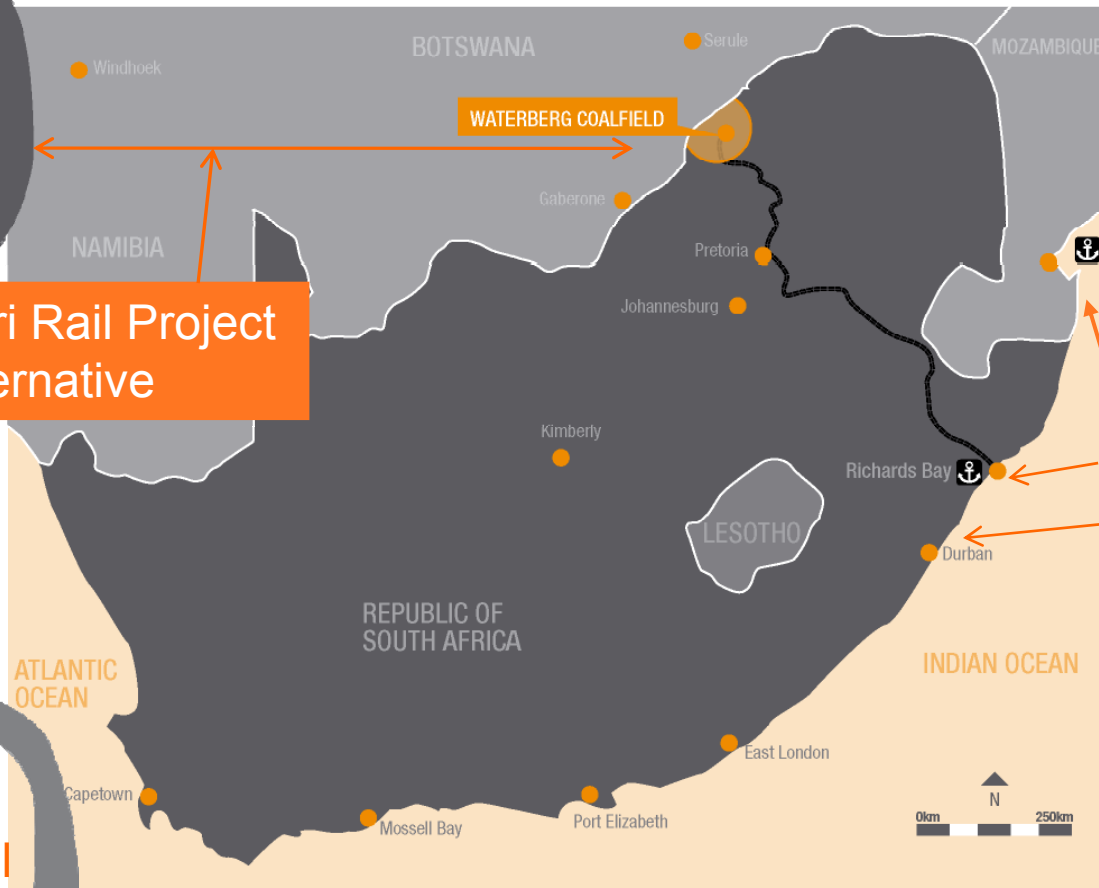 BOTSWANA
Serule
MOZAMBIQUE
Windhoek
WATERBERG COALFIELD
Gaberone
NAMIBIA
Pretoria
ri Rail Project
ernative
Johannesburg
Kimberly
Richards Bay
LESOTHO
Durban
REPUBLIC OF
SOUTH AFRICA
ATLANTIC
OCEAN
INDIAN OCEAN
East London
Capetown
Mossell Bay
Port Elizabeth
N
0km 250km